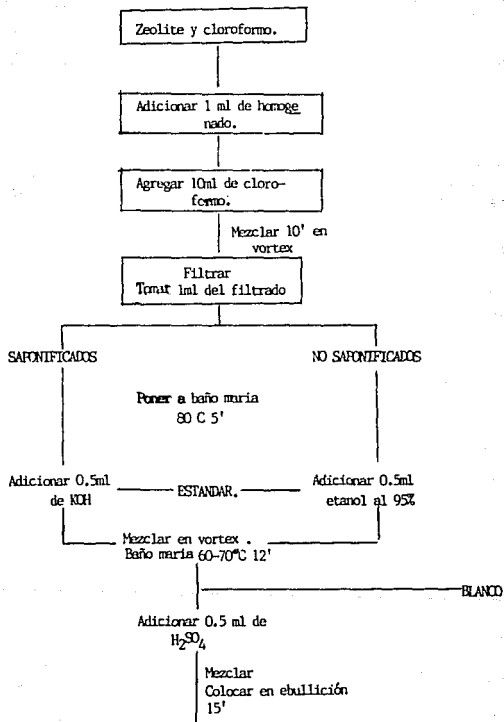 Zeolite y cloroformo.
Adicionar 1 ml de homoge
nado.
Agregar 10ml de cloro-
formo.
Mezclar 10' en
vortex
Filtrar
Tomar 1ml del filtrado
SAPONIFICADOS
NO SAPONIFICADOS
Poner a baño maria
80 C 5'
Adicionar 0.5ml
de KOH
ESTANDAR.
Adicionar 0.5ml
etanol al 95%
Mezclar en vortex .
Baño maria 60-70°C 12'
BLANCO
Adicionar 0.5 ml de
H₂SO₄
Mezclar
Colocar en ebullición
15'